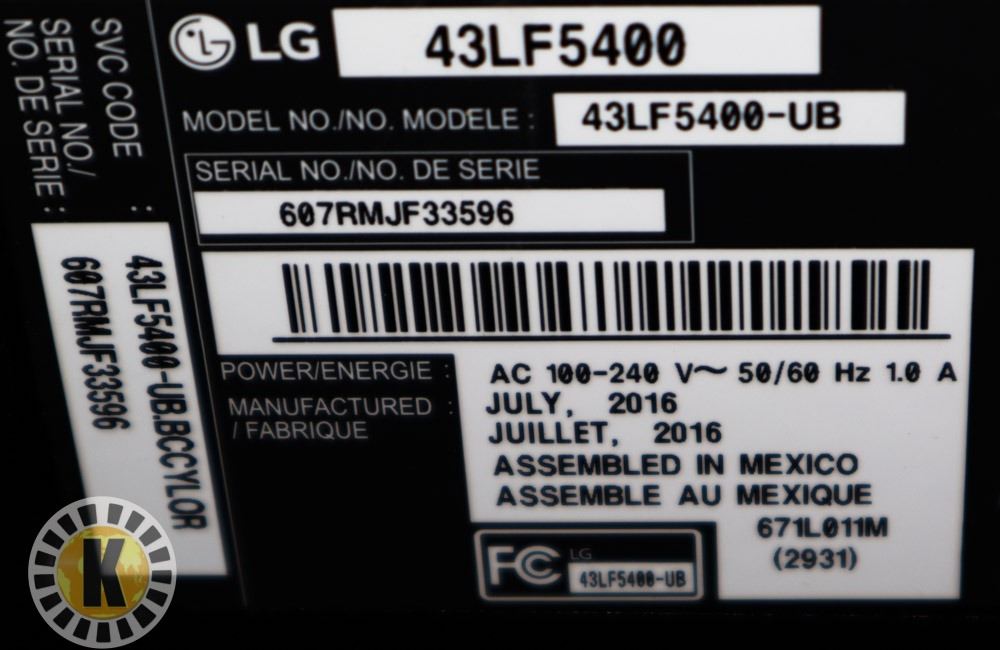 SVC CODE :
43LF5400-UB.BCCYLOR
SERIAL NO./
NO. DE SERIE :
607RMJF33596
LG 43LF5400
MODEL NO./NO. MODELE : 43LF5400-UB
SERIAL NO./NO. DE SERIE
607RMJF33596
POWER/ENERGIE : AC 100-240 V~ 50/60 Hz 1.0 A
MANUFACTURED : JULY, 2016
/ FABRIQUE JUILLET, 2016
ASSEMBLED IN MEXICO
ASSEMBLE AU MEXIQUE
671L011M
(2931)
FC LG
43LF5400-UB
K